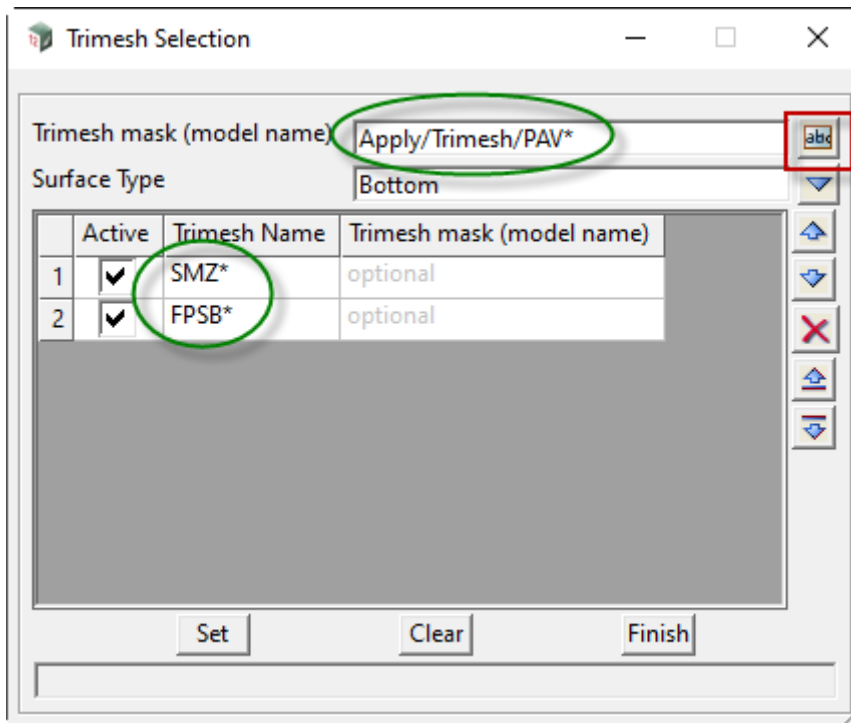 Trimesh Selection
Trimesh mask (model name) Apply/Trimesh/PAV* abc
Surface Type Bottom
Active Trimesh Name Trimesh mask (model name)
1 SMZ* optional
2 FPSB* optional
Set Clear Finish